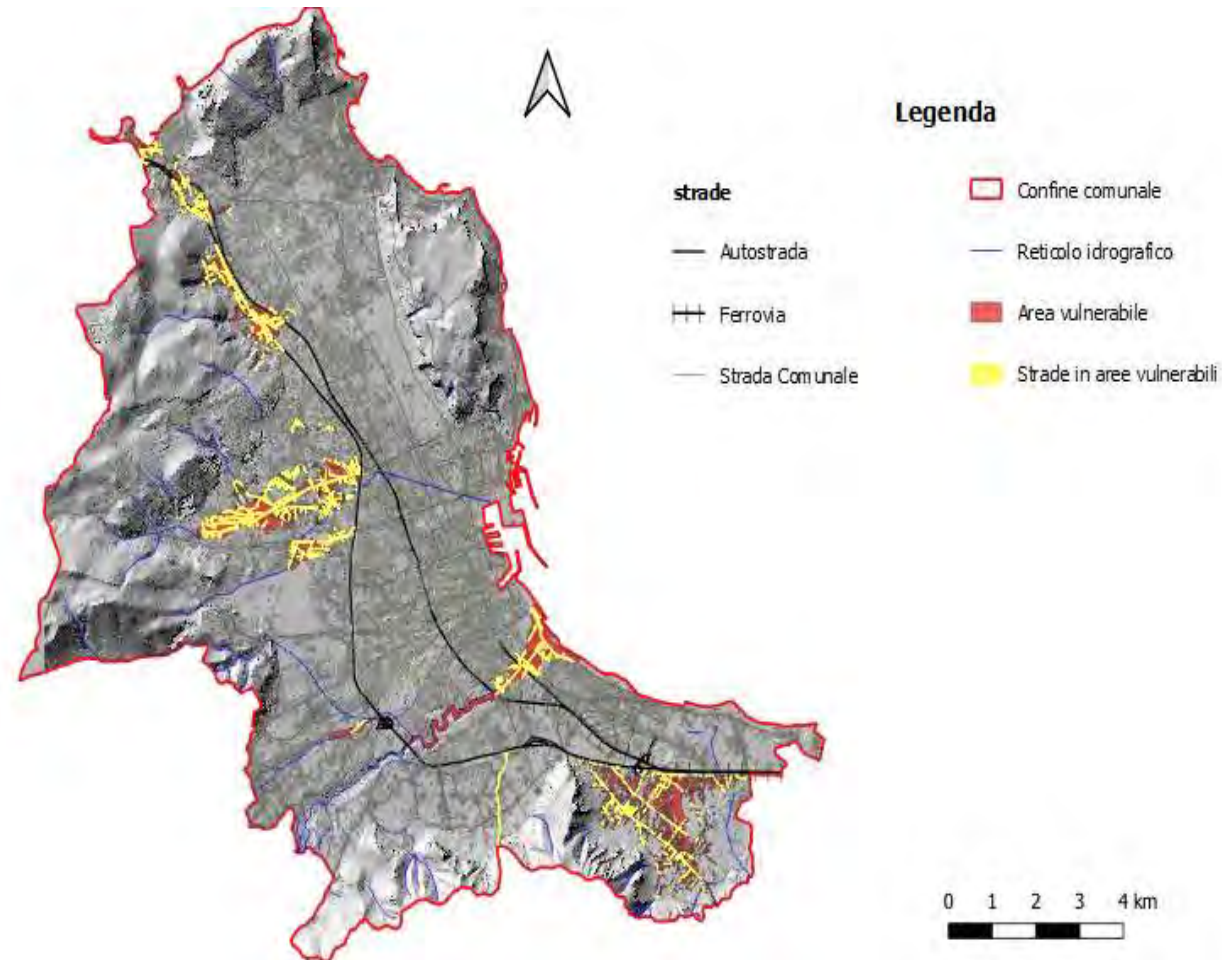 Legenda
strade
Autostrada
Ferrovia
Strada Comunale
Confine comunale
Reticolo idrografico
Area vulnerabile
Strade in aree vulnerabili
0 1 2 3 4 km